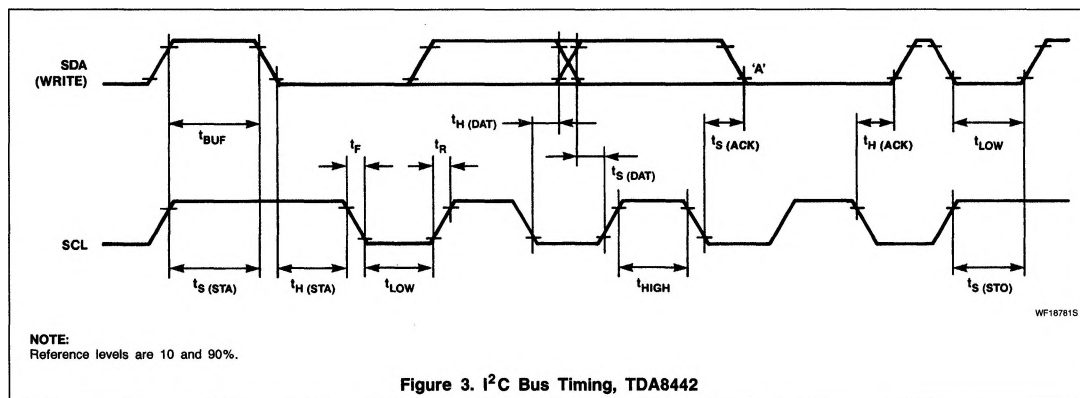 SDA
(WRITE)
'A'
tBUF
tH (DAT)
tS (ACK)
tH (ACK)
tLOW
tF
tR
tS (DAT)
SCL
tS (STA)
tH (STA)
tLOW
tHIGH
tS (STO)
WF18781S
NOTE:
Reference levels are 10 and 90%.
Figure 3. I²C Bus Timing, TDA8442